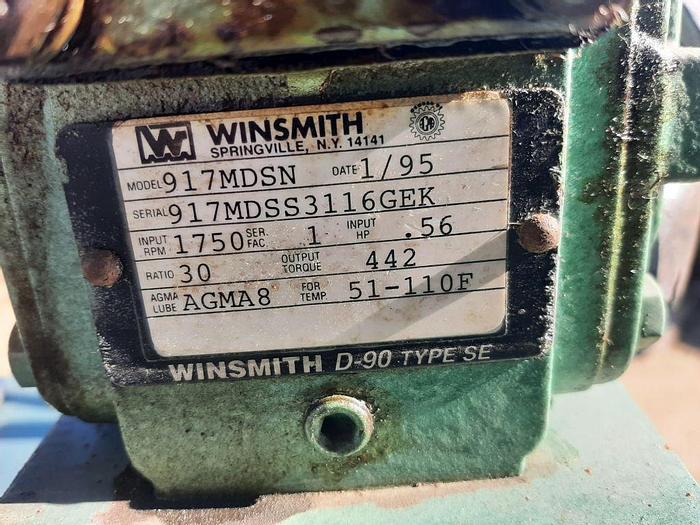 W WINSMITH
SPRINGVILLE, N.Y. 14141
MODEL 917MDSN DATE 1/95
SERIAL 917MDSS3116GEK
INPUT RPM 1750 SER. FAC. 1 INPUT HP .56
RATIO 30 OUTPUT TORQUE 442
AGMA LUBE AGMA8 FOR TEMP. 51-110F
WINSMITH D-90 TYPE SE